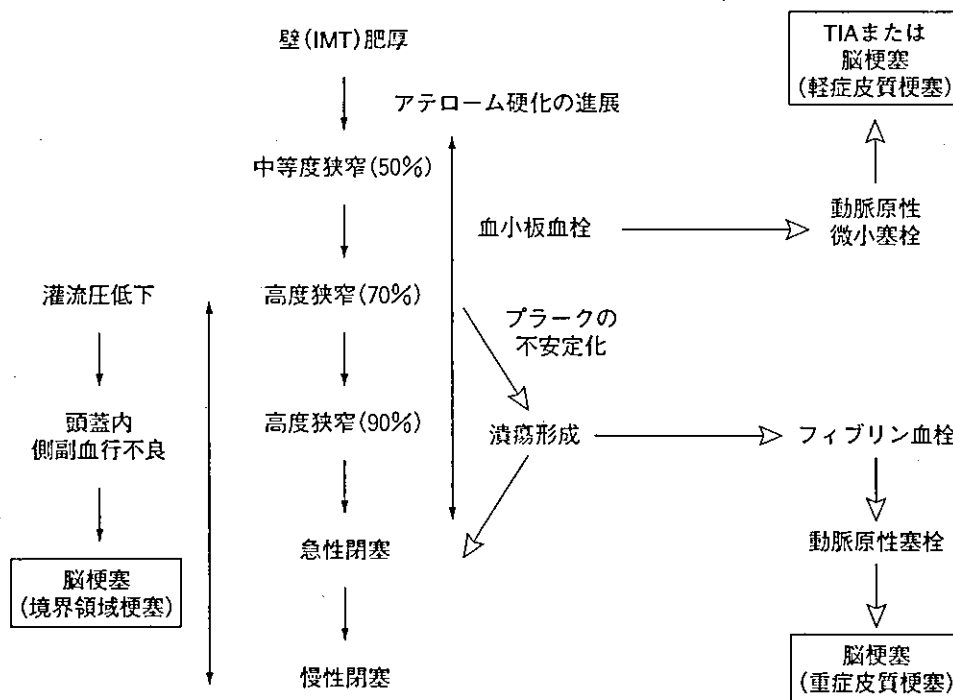 壁(IMT)肥厚
TIAまたは
脳梗塞
(軽症皮質梗塞)
アテローム硬化の進展
中等度狭窄(50%)
血小板血栓
動脈原性
微小塞栓
灌流圧低下
高度狭窄(70%)
プラークの
不安定化
頭蓋内
側副血行不良
高度狭窄(90%)
潰瘍形成
フィブリン血栓
急性閉塞
動脈原性塞栓
脳梗塞
(境界領域梗塞)
慢性閉塞
脳梗塞
(重症皮質梗塞)